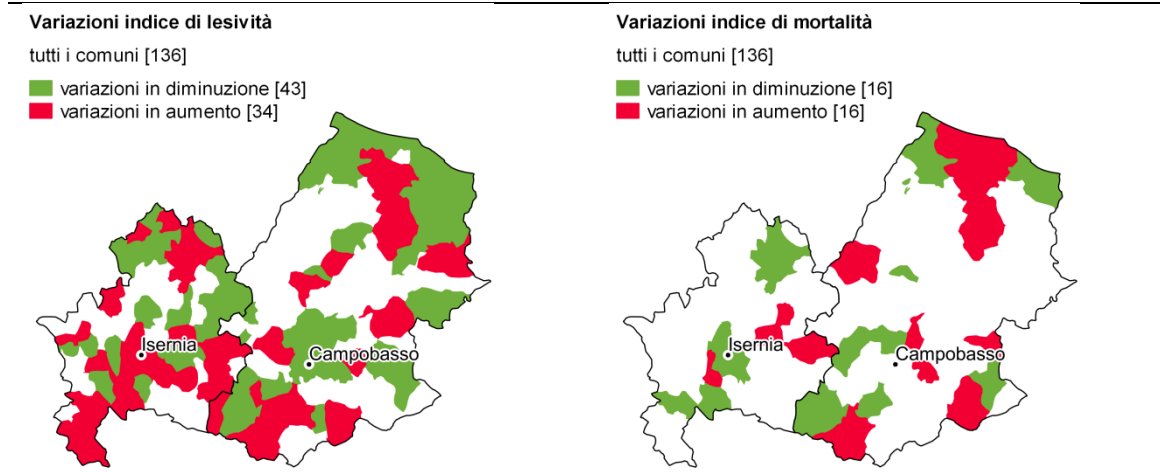 Variazioni indice di lesività
tutti i comuni [136]
variazioni in diminuzione [43]
variazioni in aumento [34]
Isernia
Campobasso
Variazioni indice di mortalità
tutti i comuni [136]
variazioni in diminuzione [16]
variazioni in aumento [16]
Isernia
Campobasso